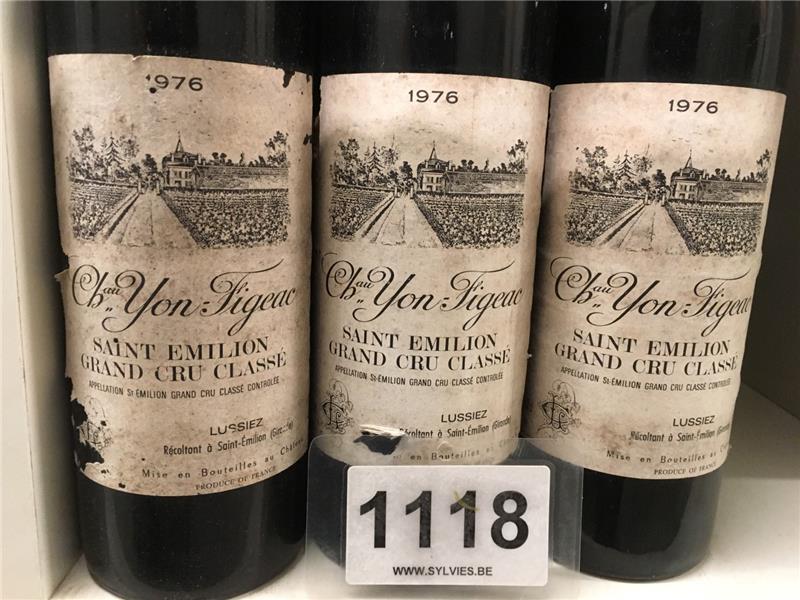 1976
Chau Yon-Figeac
SAINT EMILION
GRAND CRU CLASSÉ
APPELLATION St-ÉMILION GRAND CRU CLASSÉ CONTROLÉE
LUSSIEZ
Récoltant à Saint-Émilion (Gironde)
Mise en Bouteilles au Château
PRODUCE OF FRANCE
1976
Chau Yon-Figeac
SAINT EMILION
GRAND CRU CLASSÉ
APPELLATION St-ÉMILION GRAND CRU CLASSÉ CONTROLÉE
LUSSIEZ
Récoltant à Saint-Émilion (Gironde)
1976
Chau Yon-Figeac
SAINT EMILION
GRAND CRU CLASSÉ
APPELLATION St-ÉMILION GRAND CRU CLASSÉ CONTROLÉE
LUSSIEZ
Récoltant à Saint-Émilion (Gironde)
Mise en Bouteilles au
PRODUCE OF FRANCE
1118
WWW.SYLVIES.BE